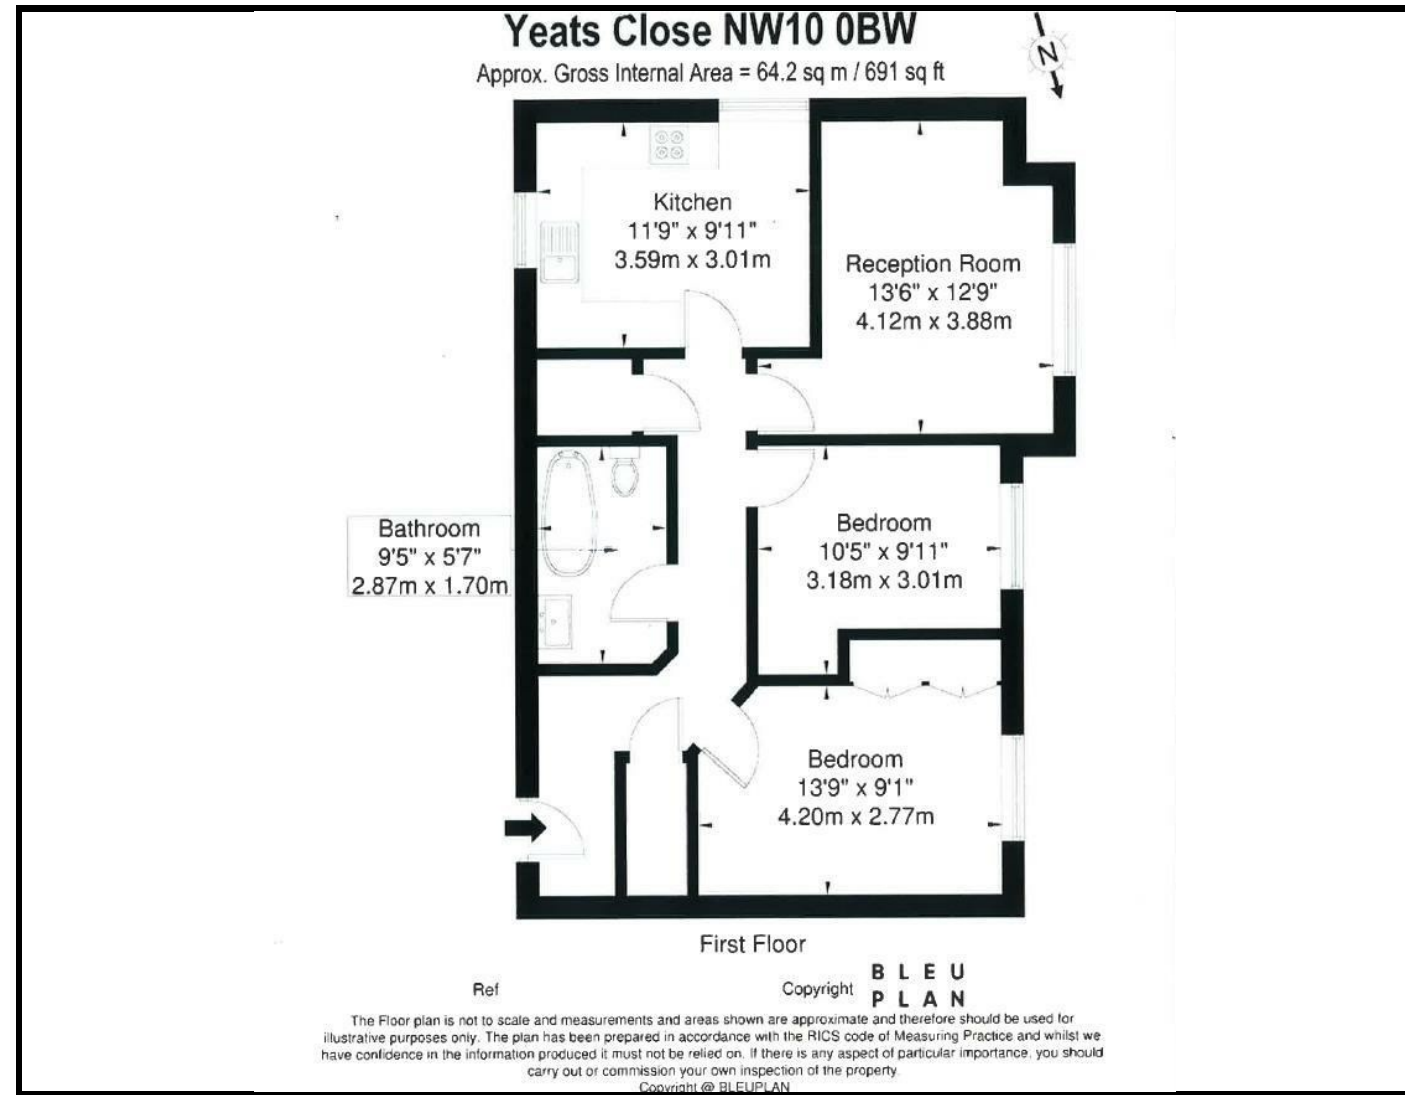 Yeats Close NW10 0BW
Approx. Gross Internal Area = 64.2 sq m / 691 sq ft
N
Kitchen
11'9" x 9'11"
3.59m x 3.01m
Reception Room
13'6" x 12'9"
4.12m x 3.88m
Bathroom
9'5" x 5'7"
2.87m x 1.70m
Bedroom
10'5" x 9'11"
3.18m x 3.01m
Bedroom
13'9" x 9'1"
4.20m x 2.77m
First Floor
Ref
Copyright
BLEU
PLAN
The Floor plan is not to scale and measurements and areas shown are approximate and therefore should be used for
illustrative purposes only. The plan has been prepared in accordance with the RICS code of Measuring Practice and whilst we
have confidence in the information produced it must not be relied on. If there is any aspect of particular importance, you should
carry out or commission your own inspection of the property.
Copyright @ BLEUPLAN